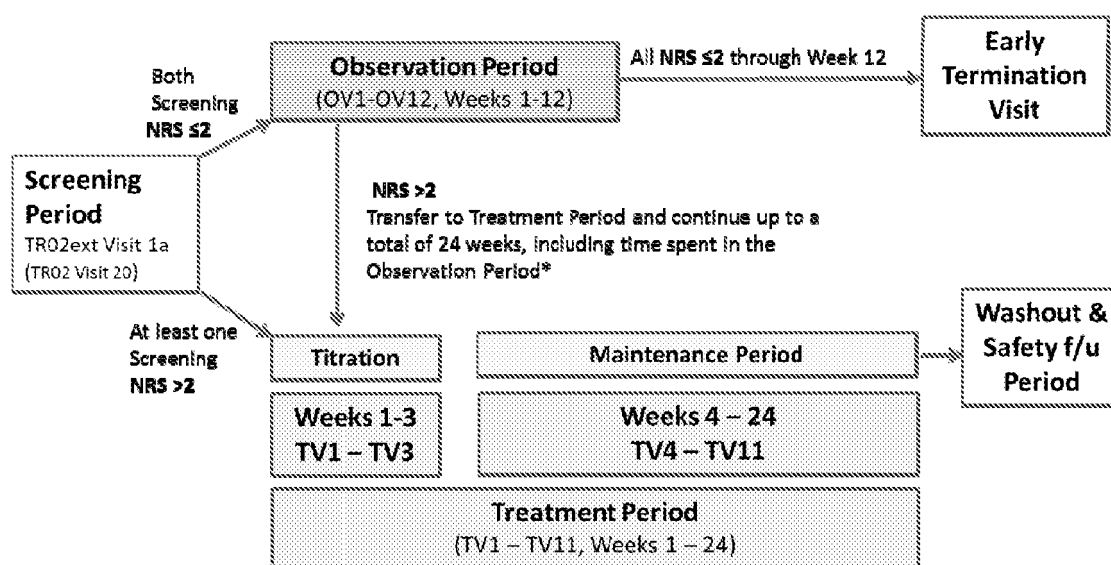 Both
Screening
NRS ≤2
Observation Period
(OV1-OV12, Weeks 1-12)
All NRS ≤2 through Week 12
Early
Termination
Visit
Screening
Period
TR02ext Visit 1a
(TR02 Visit 20)
NRS >2
Transfer to Treatment Period and continue up to a
total of 24 weeks, including time spent in the
Observation Period*
At least one
Screening
NRS >2
Titration
Maintenance Period
Washout &
Safety f/u
Period
Weeks 1-3
TV1 – TV3
Weeks 4 – 24
TV4 – TV11
Treatment Period
(TV1 – TV11, Weeks 1 – 24)